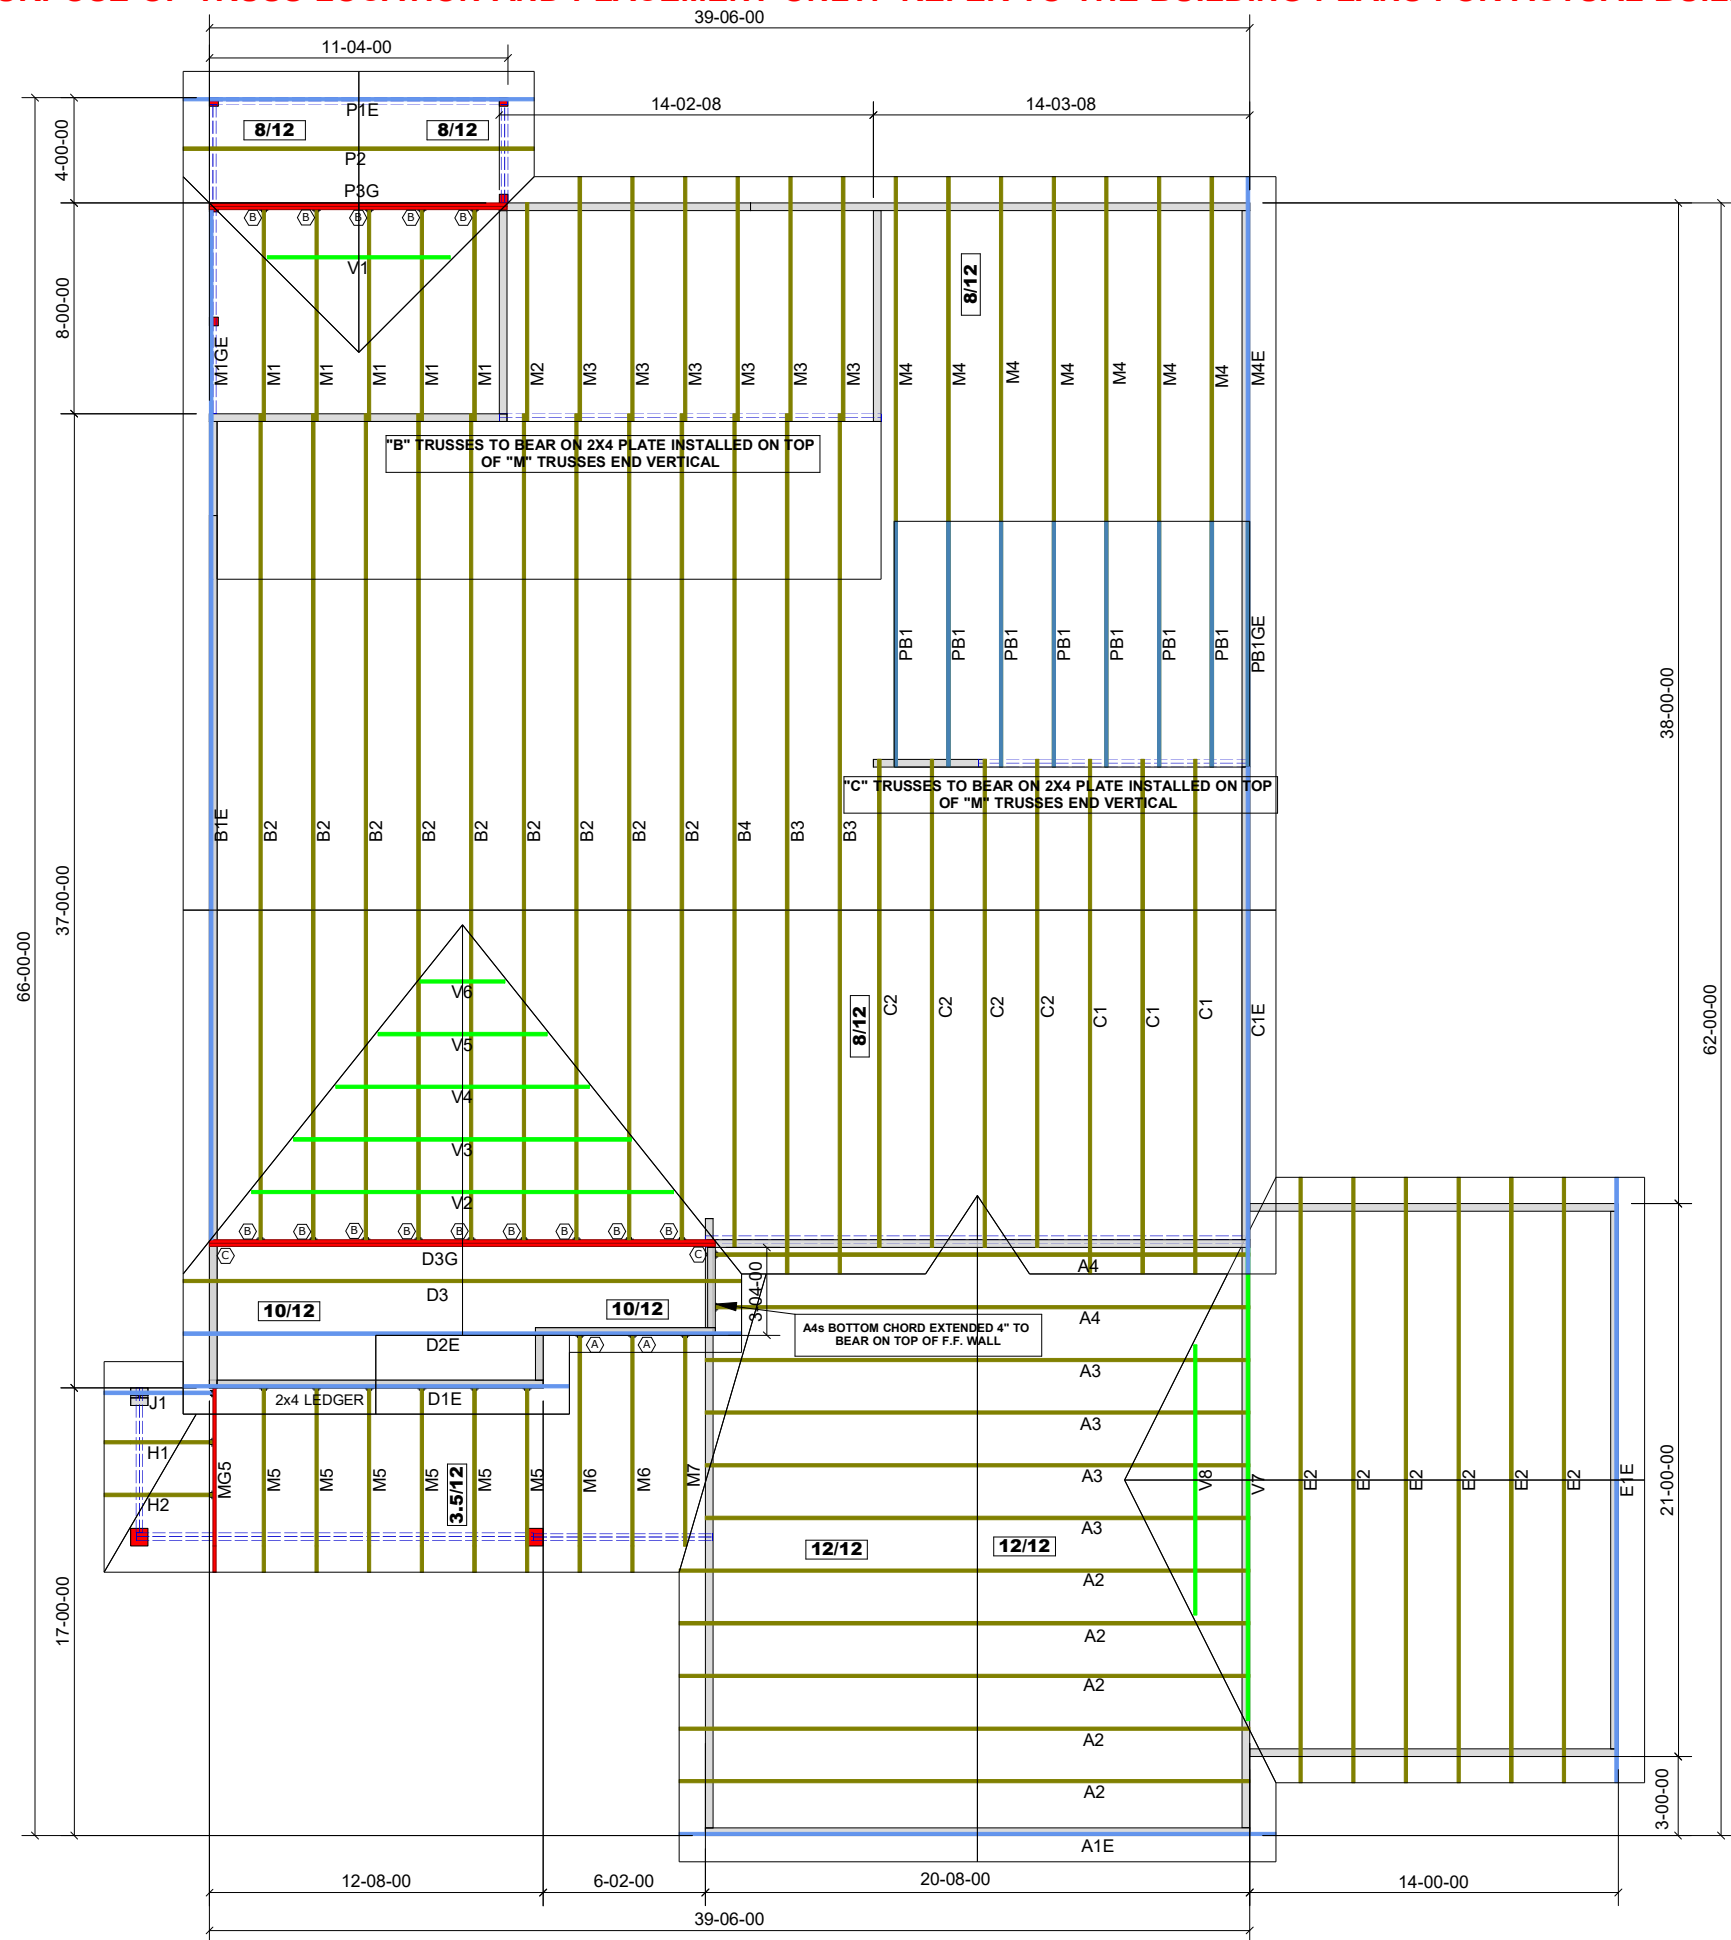 39-06-00
11-04-00
14-02-08
14-03-08
P1E
8/12
8/12
P2
P3G
4-00-00
B
B
B
B
B
V1
8/12
8-00-00
M1GE
M1
M1
M1
M1
M1
M2
M3
M3
M3
M3
M3
M3
M4
M4
M4
M4
M4
M4
M4
M4E
"B" TRUSSES TO BEAR ON 2X4 PLATE INSTALLED ON TOP
OF "M" TRUSSES END VERTICAL
PB1
PB1
PB1
PB1
PB1
PB1
PB1
PB1GE
38-00-00
"C" TRUSSES TO BEAR ON 2X4 PLATE INSTALLED ON TOP
OF "M" TRUSSES END VERTICAL
B1E
B2
B2
B2
B2
B2
B2
B2
B2
B2
B4
B3
B3
66-00-00
37-00-00
62-00-00
8/12
C2
C2
C2
C2
C1
C1
C1
C1E
V6
V5
V4
V3
V2
B
B
B
B
B
B
B
B
B
C
C
D3G
D3
10/12
10/12
3-04-00
A4
A4
A4s BOTTOM CHORD EXTENDED 4" TO
BEAR ON TOP OF F.F. WALL
D2E
A
A
A3
J1
2x4 LEDGER
D1E
A3
H1
H2
MG5
M5
M5
M5
M5
M5
M5
M6
M6
M7
3.5/12
A3
A3
V8
V7
E2
E2
E2
E2
E2
E2
E1E
21-00-00
12/12
12/12
A2
A2
A2
A2
A2
17-00-00
3-00-00
A1E
12-08-00
6-02-00
20-08-00
14-00-00
39-06-00